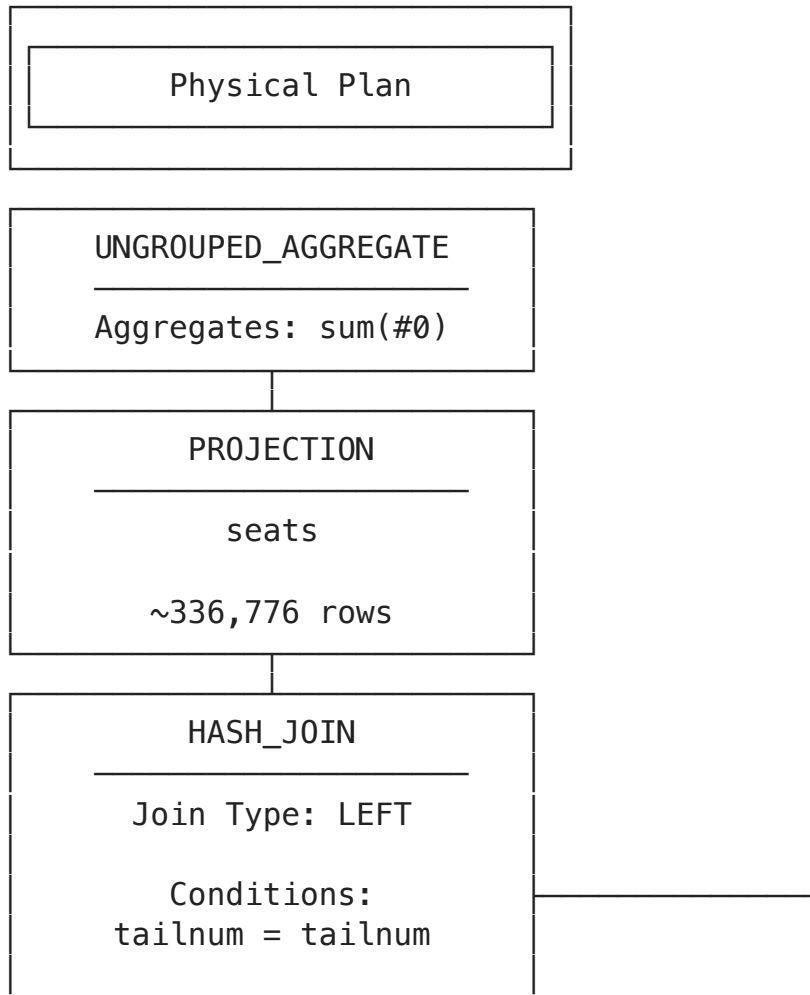 Physical Plan
UNGROUPED_AGGREGATE
Aggregates: sum(#0)
PROJECTION
seats
~336,776 rows
HASH_JOIN
Join Type: LEFT
Conditions:
tailnum = tailnum